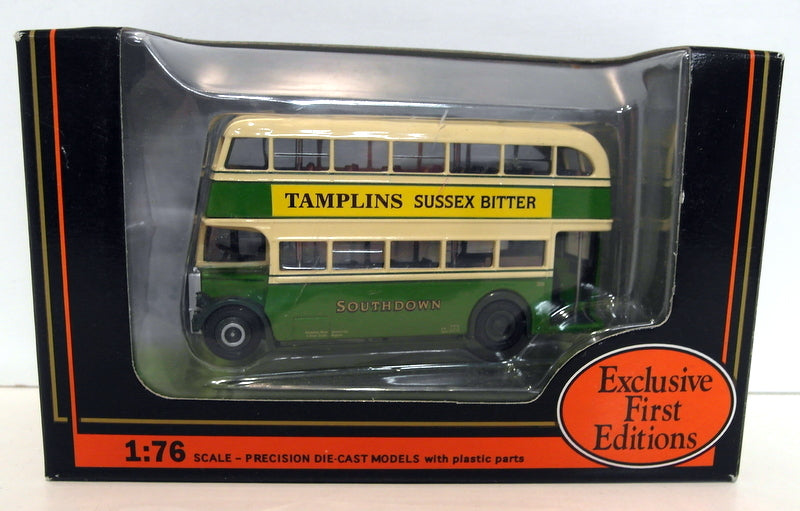 TAMPLINS SUSSEX BITTER
SOUTHDOWN
Exclusive
First
Editions
1:76 SCALE – PRECISION DIE-CAST MODELS with plastic parts